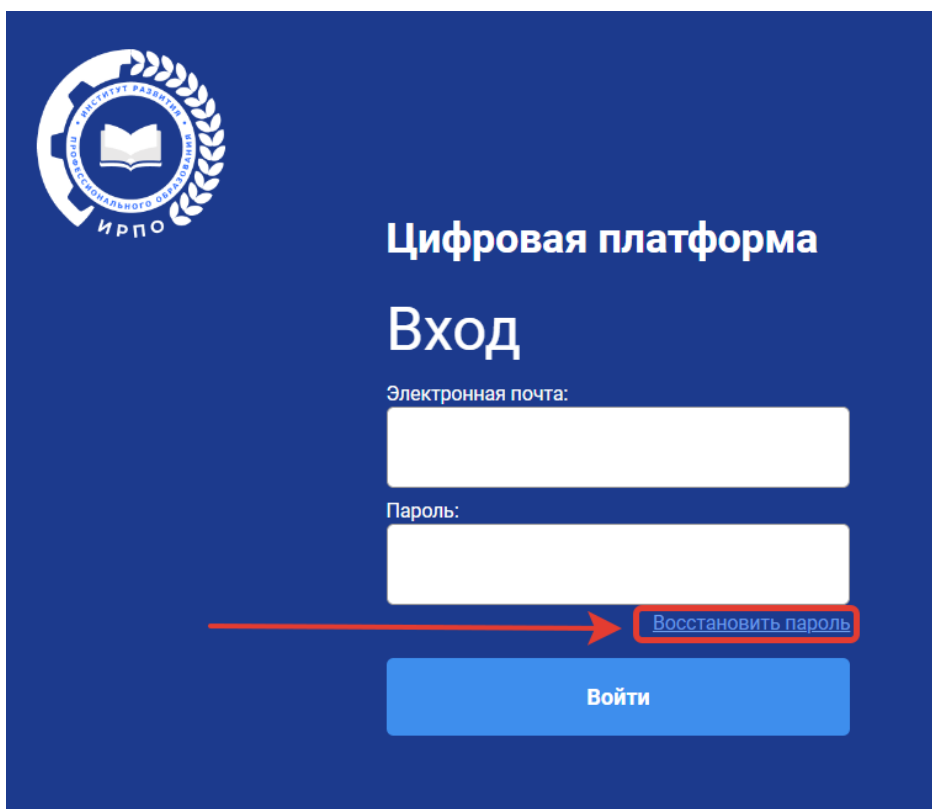 • ИНСТИТУТ РАЗВИТИЯ •
ПРОФЕССИОНАЛЬНОГО ОБРАЗОВАНИЯ
ИРПО
Цифровая платформа
Вход
Электронная почта:
Пароль:
Восстановить пароль
Войти